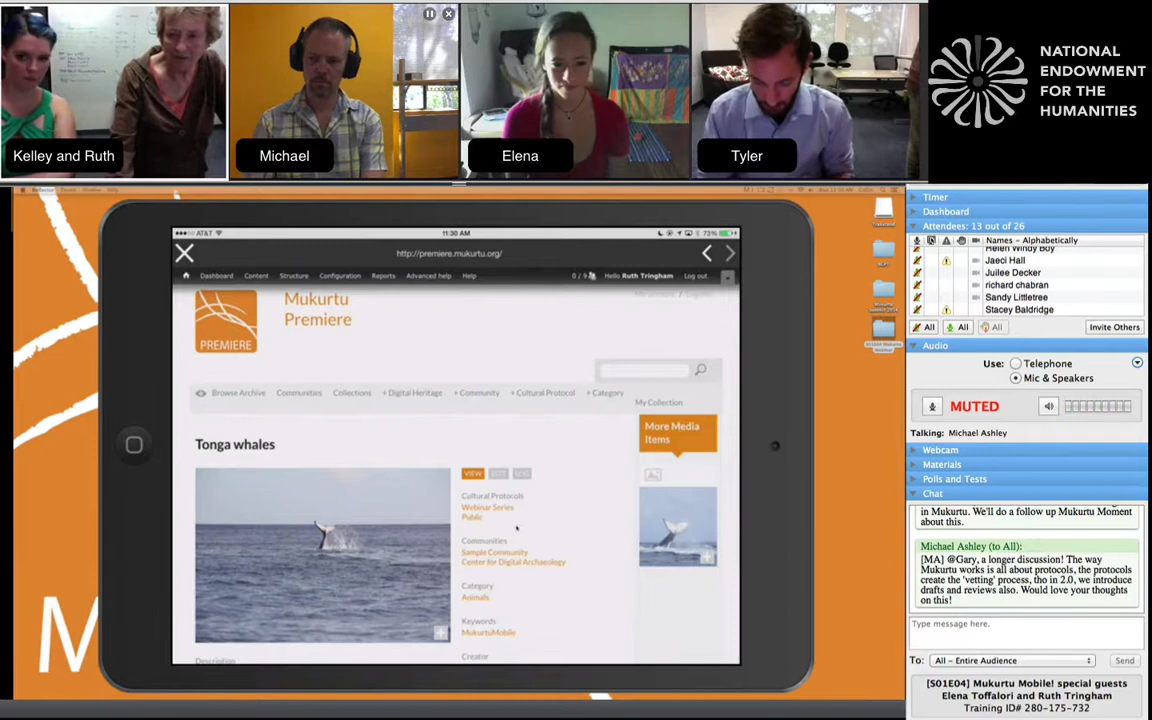 Kelley and Ruth
Michael
Elena
Tyler
NATIONAL
ENDOWMENT
FOR THE
HUMANITIES
AT&T
11:30 AM
73%
http://premiere.mukurtu.org/
Dashboard Content Structure Configuration Reports Advanced help Help
Hello Ruth Tringham Log out
PREMIERE
Mukurtu
Premiere
Browse Archive Communities Collections + Digital Heritage + Community + Cultural Protocol + Category
My Collection
Tonga whales
VIEW
Cultural Protocols
Webinar Series
Public
Communities
Sample Community
Center for Digital Archaeology
Category
Animals
Keywords
MukurtuMobile
Creator
Description
More Media
Items
M
Timer
Dashboard
Attendees: 13 out of 26
Names - Alphabetically
Helen Windy Boy
Jaeci Hall
Juilee Decker
richard chabran
Sandy Littletree
Stacey Baldridge
All All All Invite Others
Audio
Use: Telephone
Mic & Speakers
MUTED
Talking: Michael Ashley
Webcam
Materials
Polls and Tests
Chat
in Mukurtu. We'll do a follow up Mukurtu Moment
about this.
Michael Ashley (to All):
[MA] @Gary, a longer discussion! The way
Mukurtu works is all about protocols, the protocols
create the 'vetting' process, tho in 2.0, we introduce
drafts and reviews also. Would love your thoughts
on this!
Type message here.
To: All - Entire Audience Send
[S01E04] Mukurtu Mobile! special guests
Elena Toffalori and Ruth Tringham
Training ID# 280-175-732